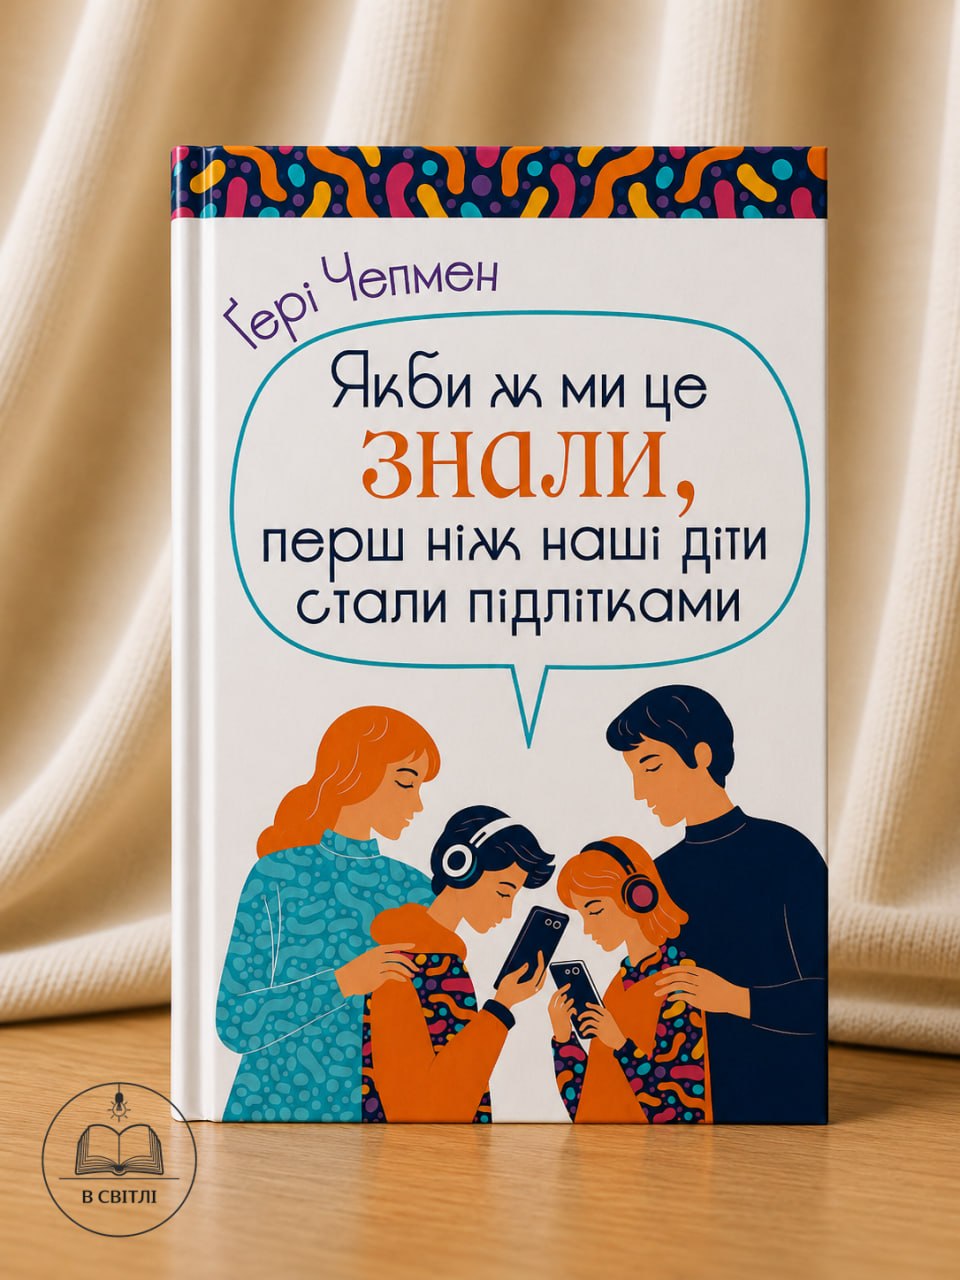 Ґері Чепмен
Якби ж ми це
знали,
перш ніж наші діти
стали підлітками
В СВІТЛІ